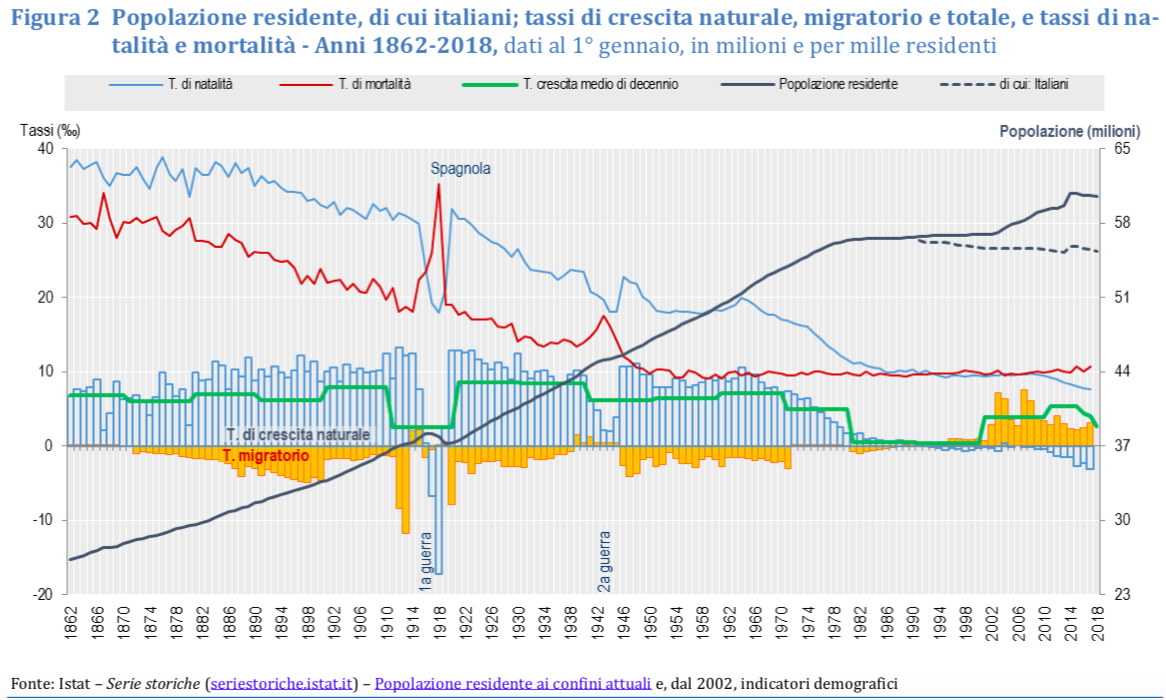 Figura 2 Popolazione residente, di cui italiani; tassi di crescita naturale, migratorio e totale, e tassi di na-
talità e mortalità - Anni 1862-2018, dati al 1° gennaio, in milioni e per mille residenti
T. di natalità T. di mortalità T. crescita medio di decennio Popolazione residente di cui: Italiani
Tassi (‰) Popolazione (milioni)
40 65
Spagnola
30 58
20 51
10 44
T. di crescita naturale
0 37
T. migratorio
-10 30
1a guerra 2a guerra
-20 23
1862 1866 1870 1874 1878 1882 1886 1890 1894 1898 1902 1906 1910 1914 1918 1922 1926 1930 1934 1938 1942 1946 1950 1954 1958 1962 1966 1970 1974 1978 1982 1986 1990 1994 1998 2002 2006 2010 2014 2018
Fonte: Istat – Serie storiche (seriestoriche.istat.it) – Popolazione residente ai confini attuali e, dal 2002, indicatori demografici